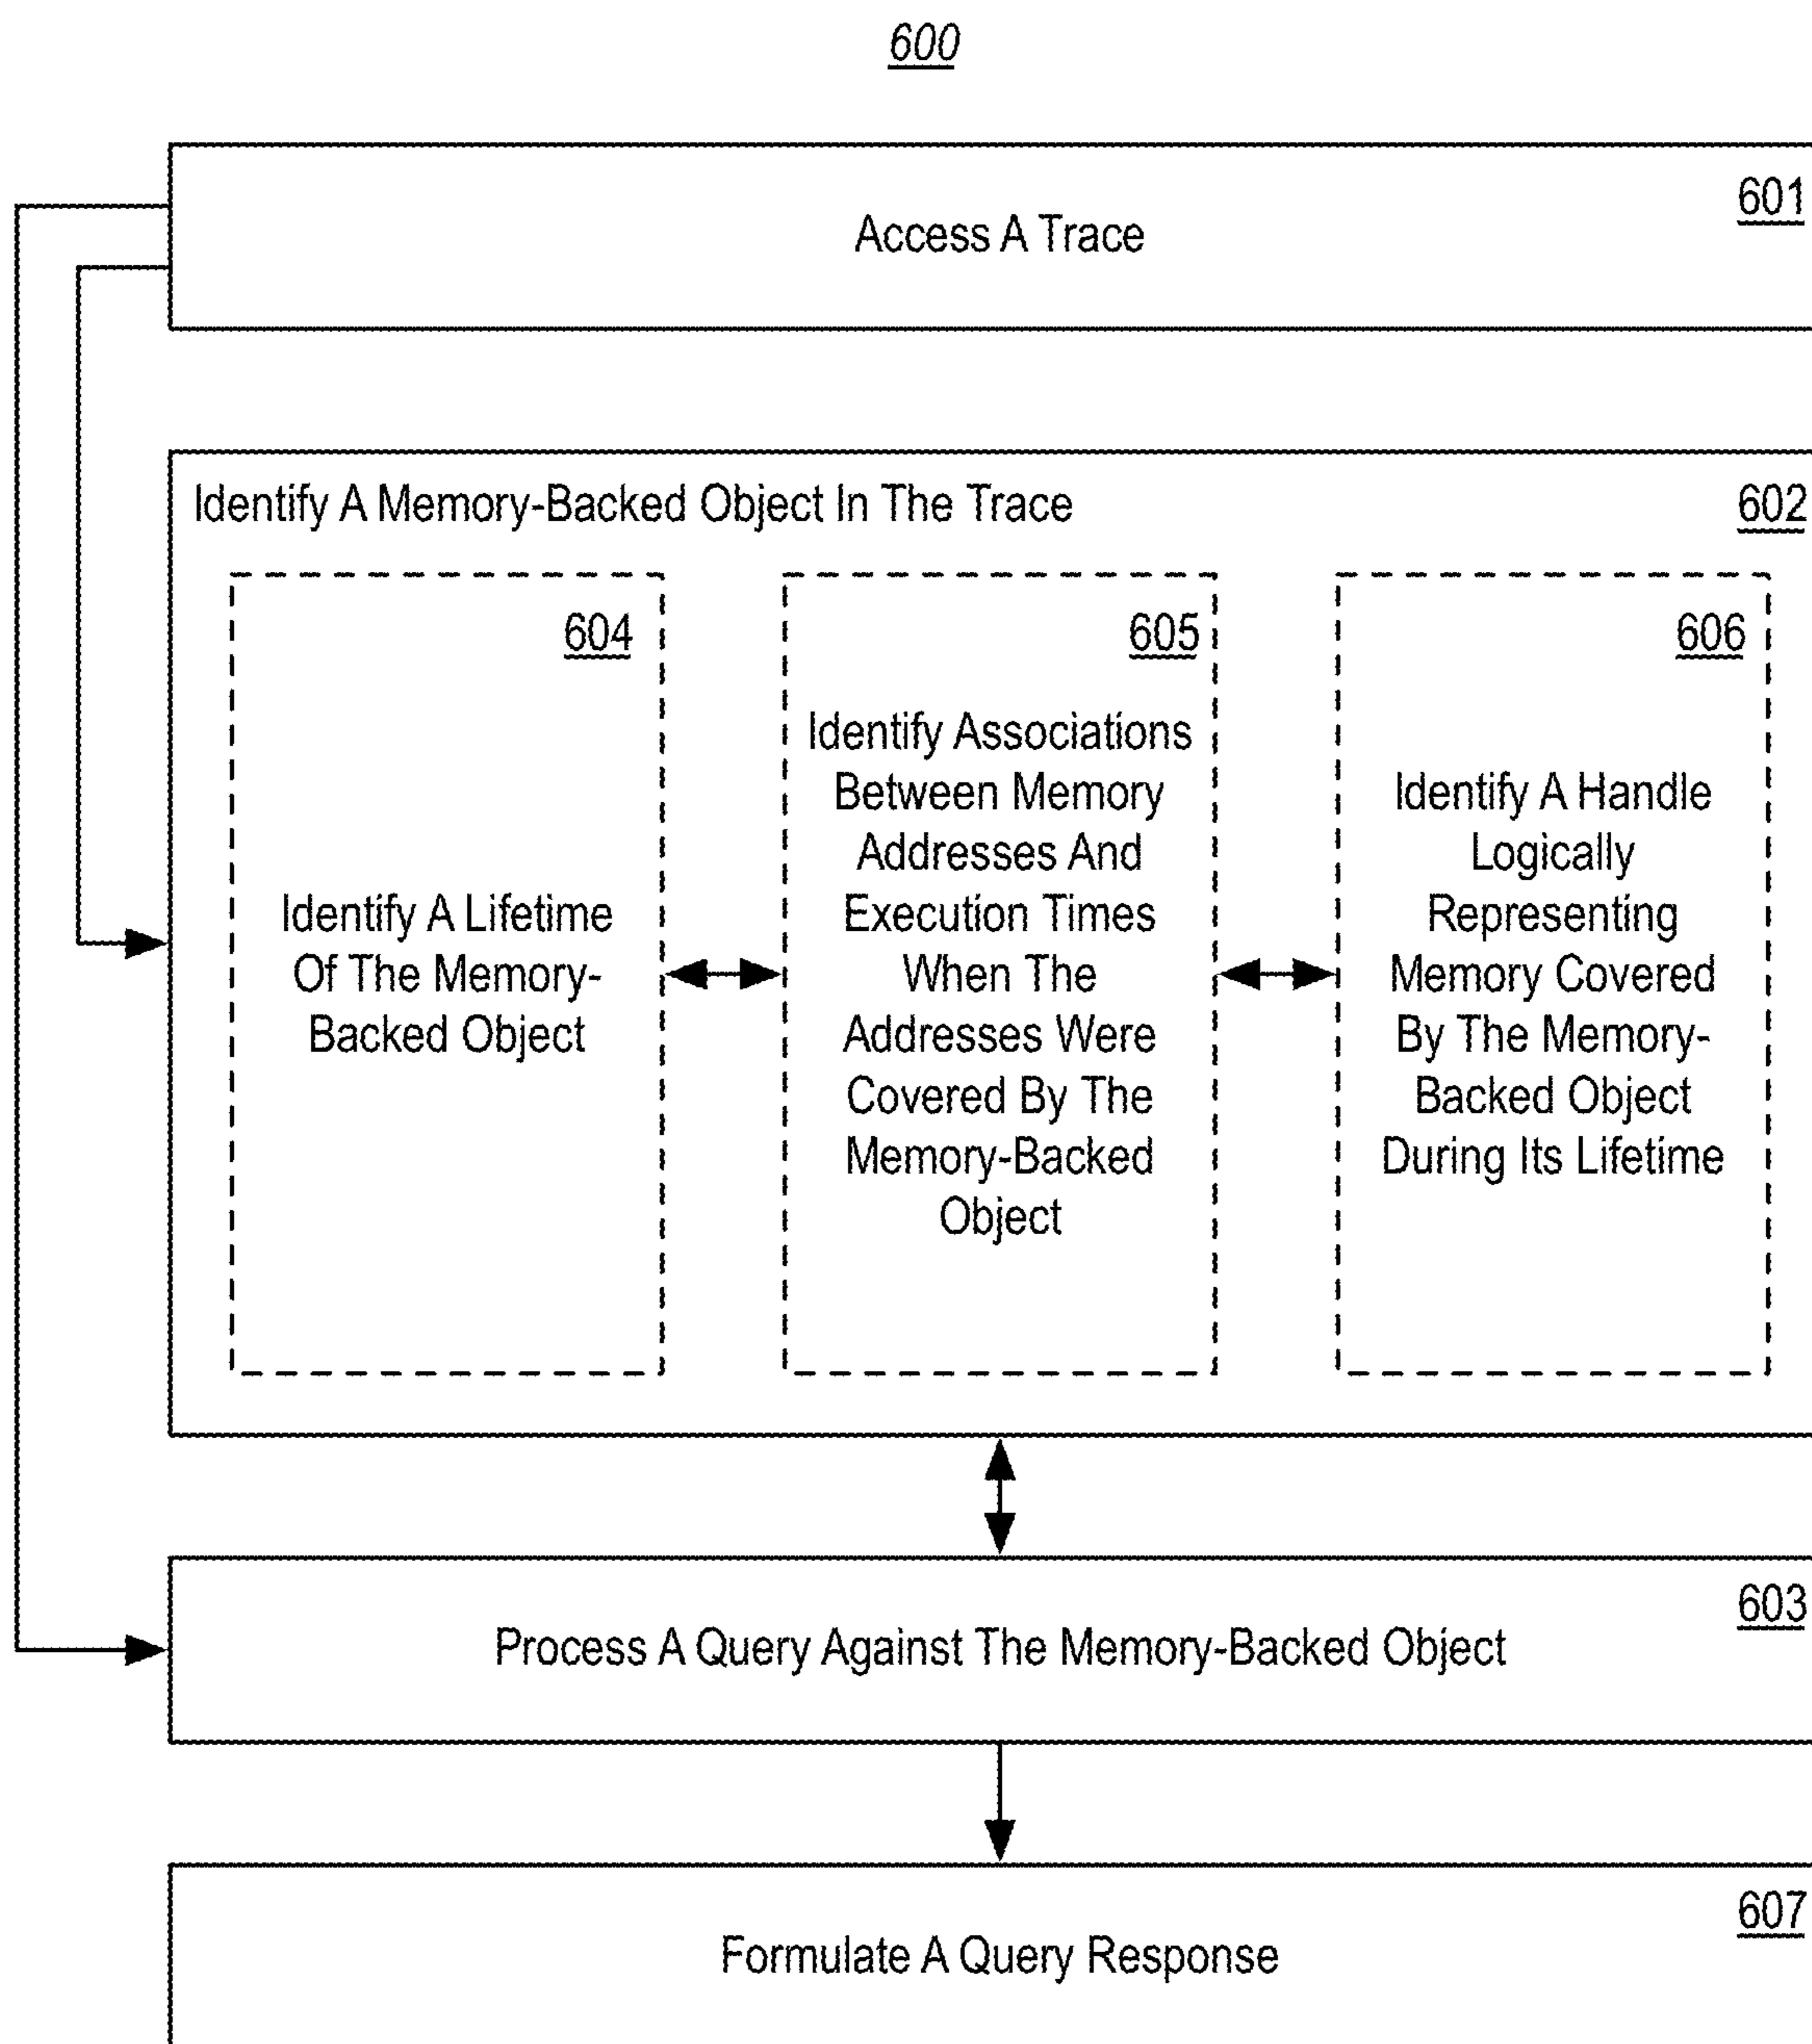 600
601
Access A Trace
Identify A Memory-Backed Object In The Trace
602
604
Identify A Lifetime
Of The Memory-
Backed Object
605
Identify Associations
Between Memory
Addresses And
Execution Times
When The
Addresses Were
Covered By The
Memory-Backed
Object
606
Identify A Handle
Logically
Representing
Memory Covered
By The Memory-
Backed Object
During Its Lifetime
603
Process A Query Against The Memory-Backed Object
607
Formulate A Query Response